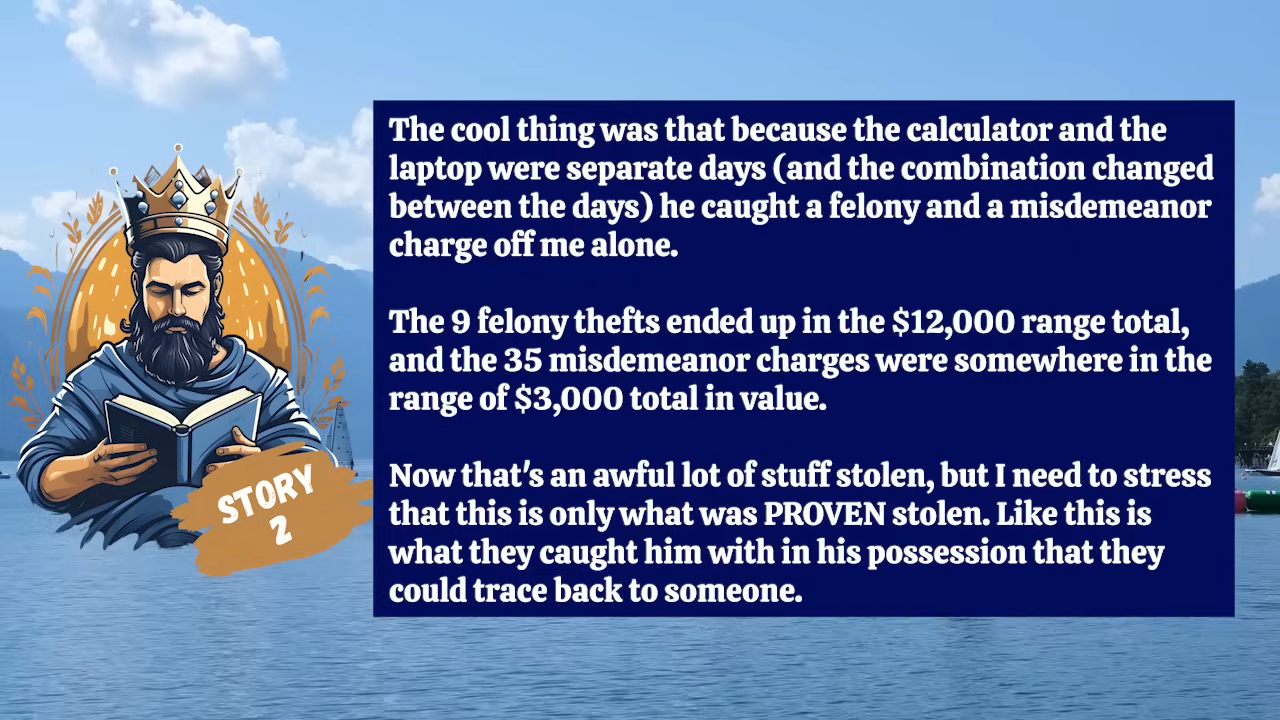 The cool thing was that because the calculator and the
laptop were separate days (and the combination changed
between the days) he caught a felony and a misdemeanor
charge off me alone.
The 9 felony thefts ended up in the $12,000 range total,
and the 35 misdemeanor charges were somewhere in the
range of $3,000 total in value.
Now that's an awful lot of stuff stolen, but I need to stress
that this is only what was PROVEN stolen. Like this is
what they caught him with in his possession that they
could trace back to someone.
STORY
2